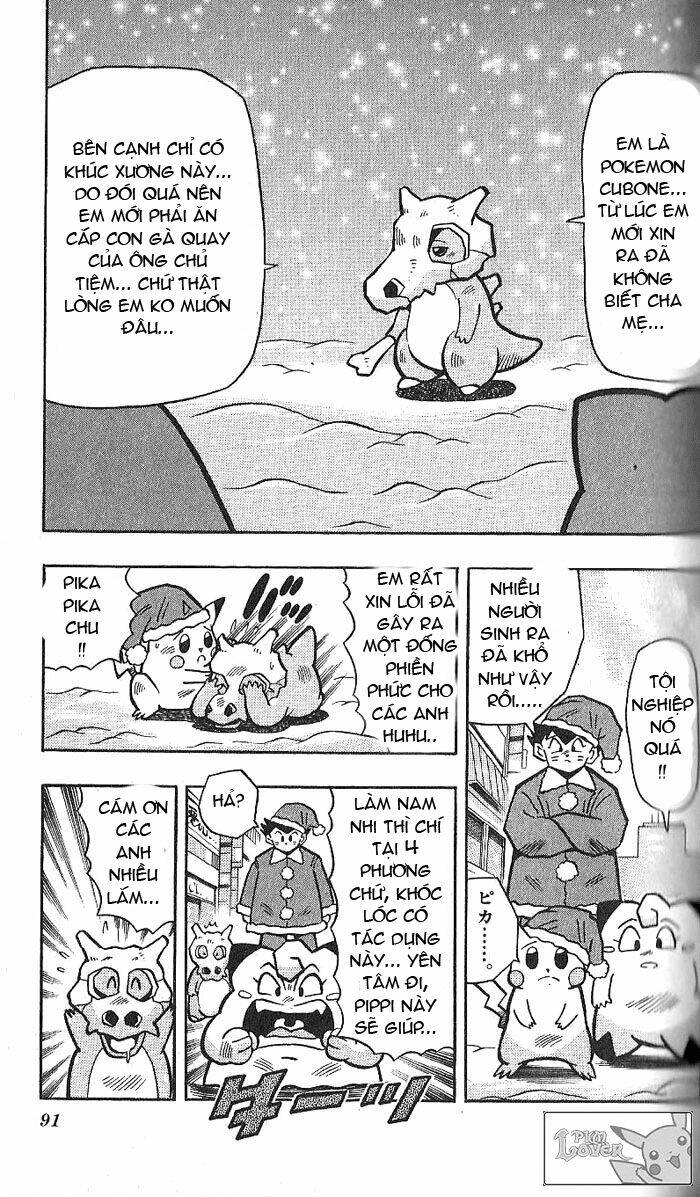 EM LÀ
POKEMON
CUBONE...
TỪ LÚC EM
MỚI XIN
RA ĐÃ
KHÔNG
BIẾT CHA
MẸ...
BÊN CẠNH CHỈ CÓ
KHÚC XƯƠNG NÀY...
DO ĐÓI QUÁ NÊN
EM MỚI PHẢI ĂN
CẤP CON GÀ QUAY
CỦA ÔNG CHỦ
TIỆM... CHỨ THẬT
LÒNG EM KO MUỐN
ĐÂU...
TỘI
NGHIỆP
NÓ
QUÁ
!!
NHIỀU
NGƯỜI
SINH RA
ĐÃ KHỔ
NHƯ VẬY
RỒI.....
ピカ……。
EM RẤT
XIN LỖI ĐÃ
GÂY RA
MỘT ĐỐNG
PHIỀN
PHỨC CHO
CÁC ANH
HUHU..
PIKA
PIKA
CHU
!!
LÀM NAM
NHI THÌ CHÍ
TẠI 4
PHƯƠNG
CHỨ, KHÓC
LÓC CÓ
TÁC DỤNG
NÀY... YÊN
TÂM ĐI,
PIPPI NÀY
SẼ GIÚP...
HẢ?
CÁM ƠN
CÁC
ANH
NHIỀU
LẮM...
91
PKM
LOVER